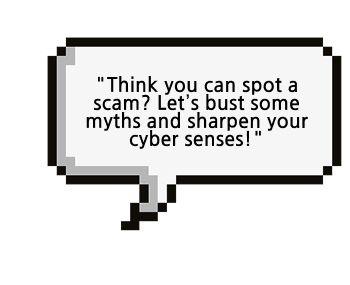 "Think you can spot a
scam? Let's bust some
myths and sharpen your
cyber senses!"